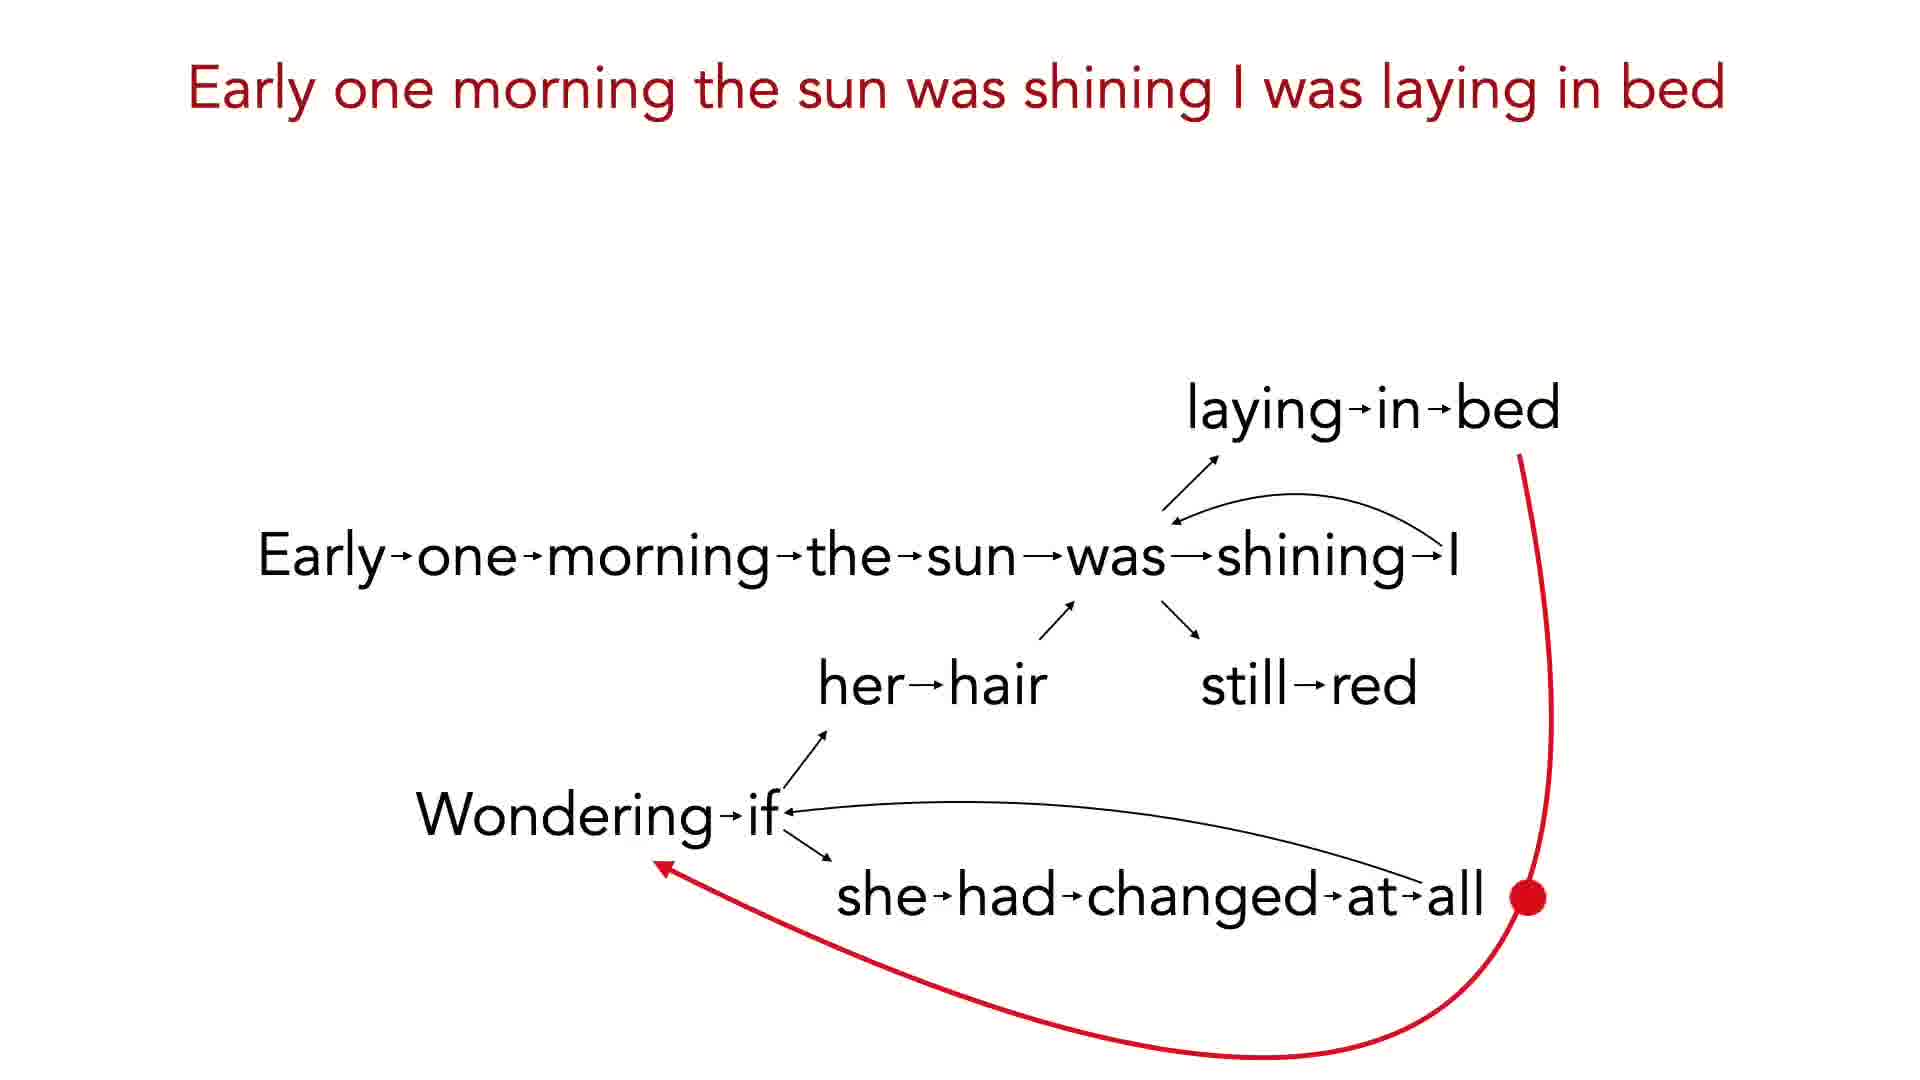 Early one morning the sun was shining I was laying in bed
laying in bed
Early one morning the sun was shining I
her hair still red
Wondering if
she had changed at all